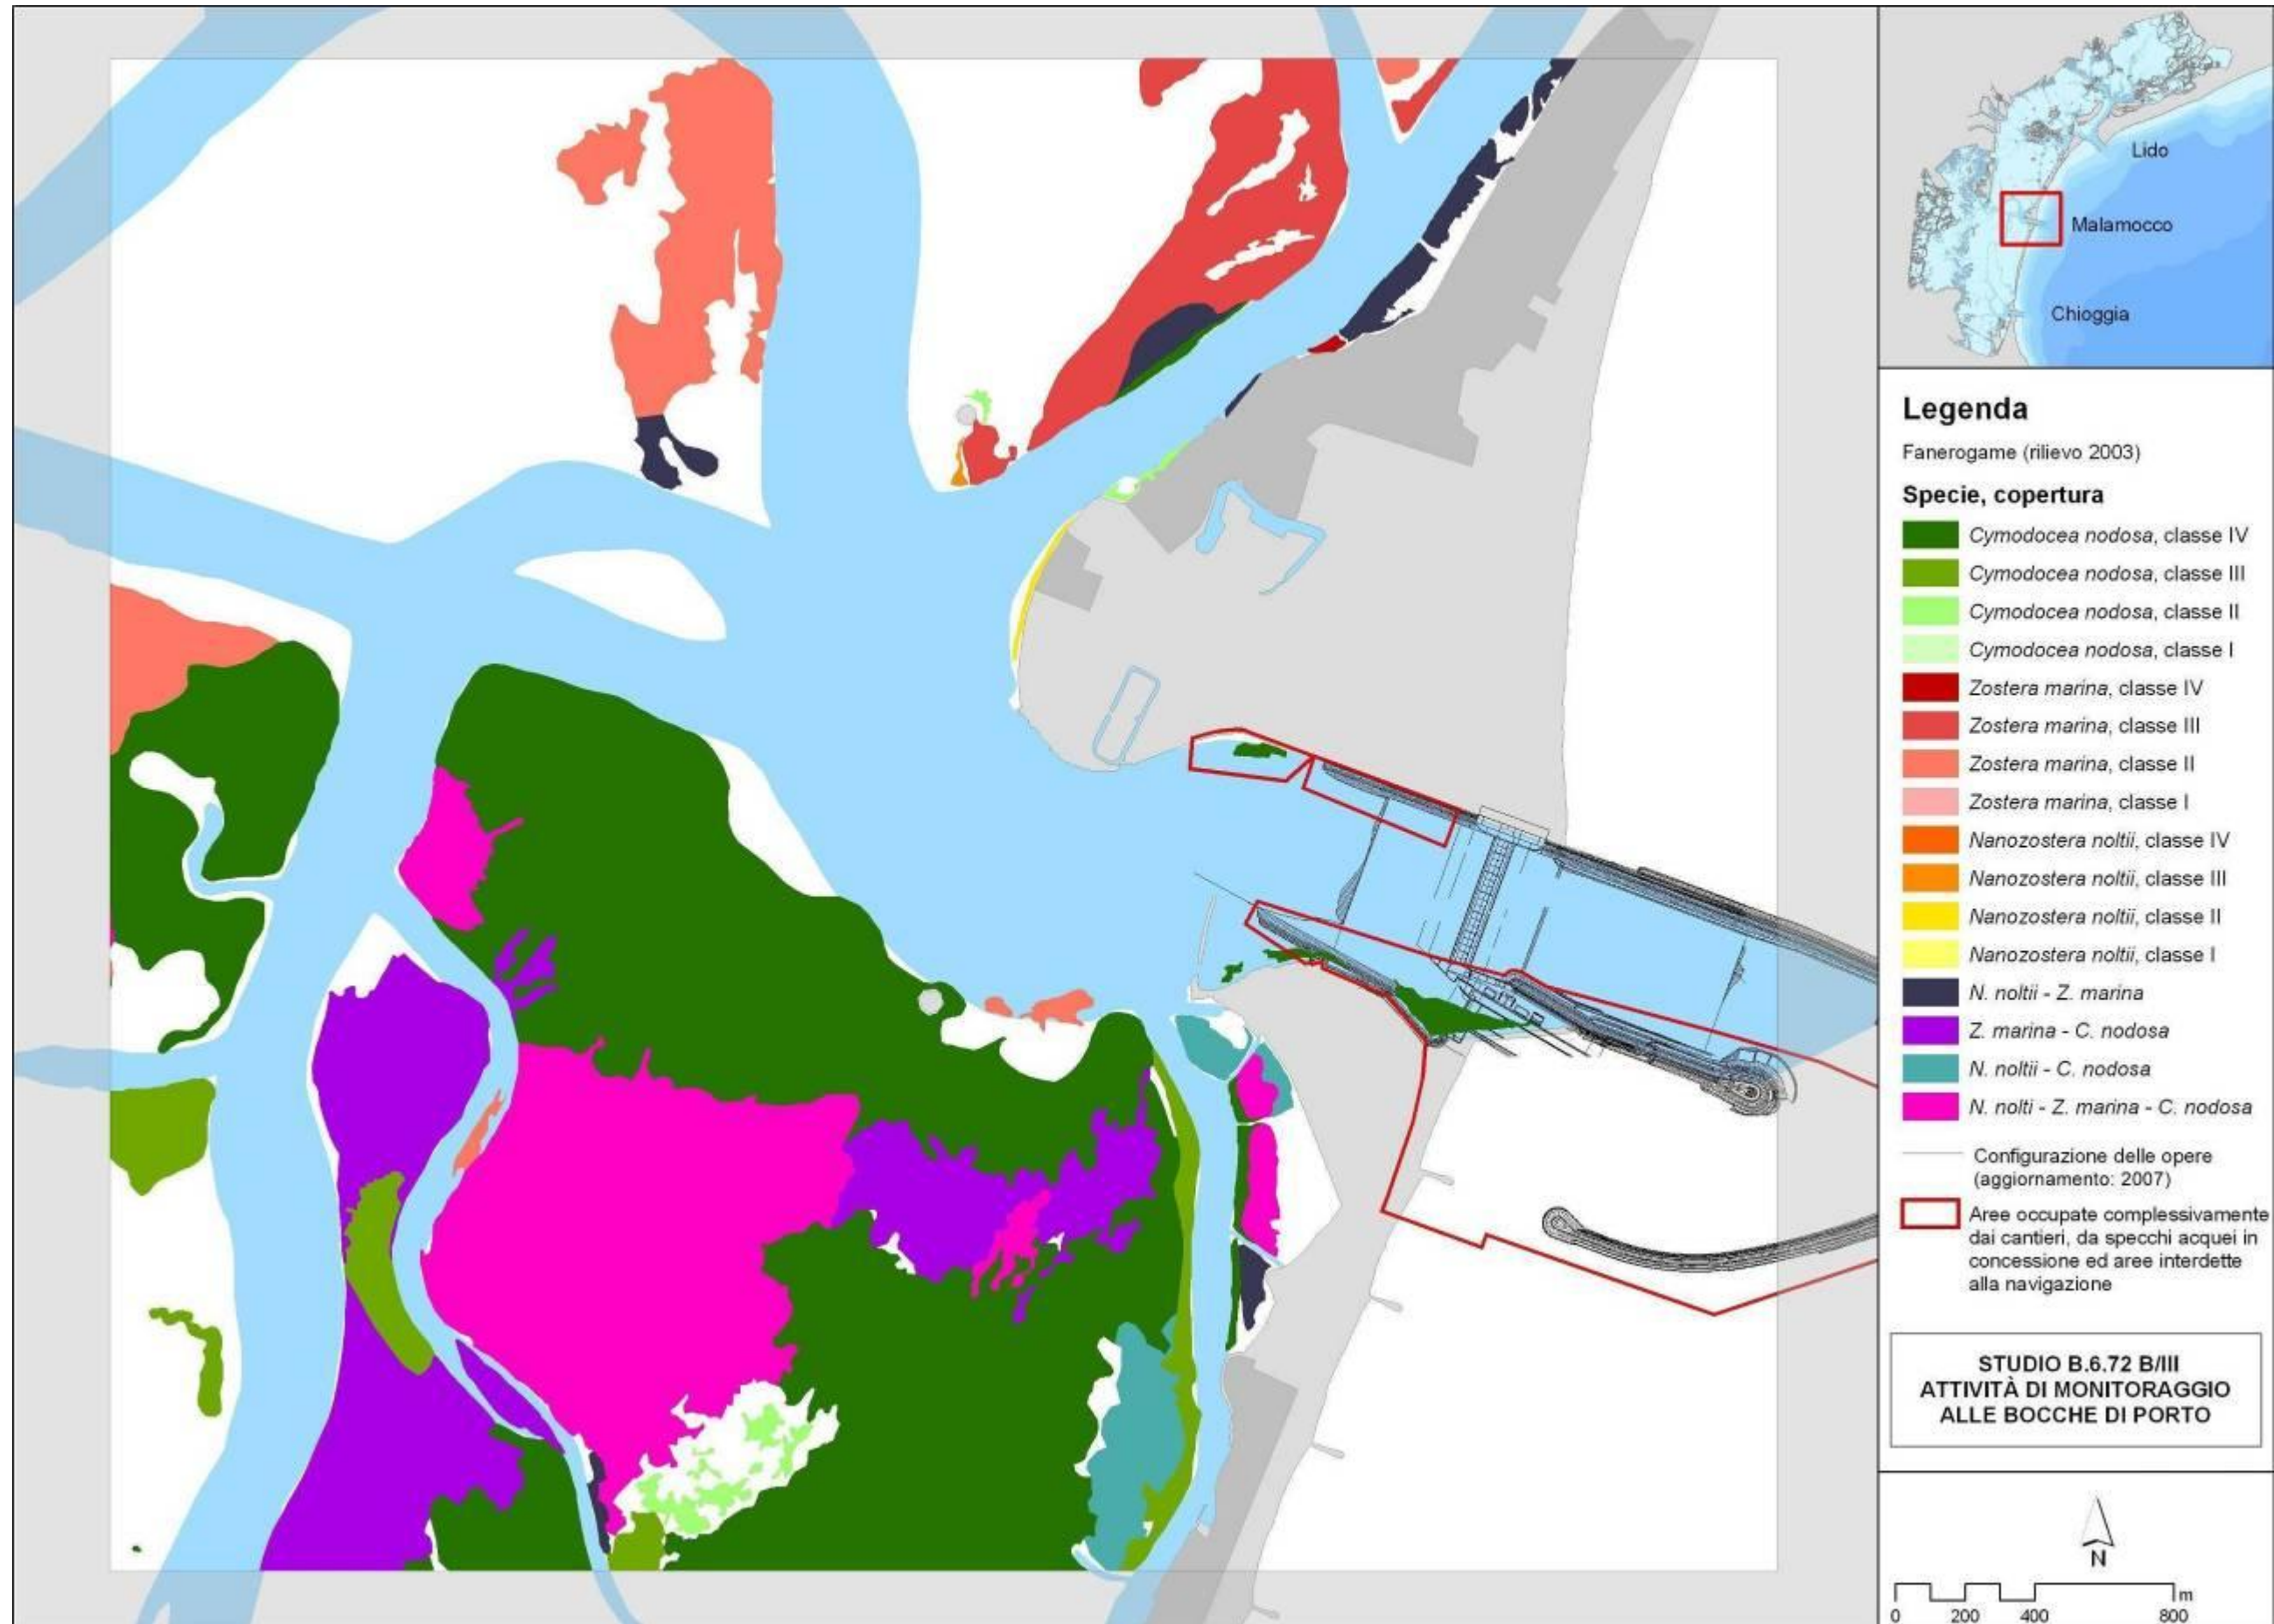 Lido
Malamocco
Chioggia
Legenda
Fanerogame (rilievo 2003)
Specie, copertura
Cymodocea nodosa, classe IV
Cymodocea nodosa, classe III
Cymodocea nodosa, classe II
Cymodocea nodosa, classe I
Zostera marina, classe IV
Zostera marina, classe III
Zostera marina, classe II
Zostera marina, classe I
Nanozostera noltii, classe IV
Nanozostera noltii, classe III
Nanozostera noltii, classe II
Nanozostera noltii, classe I
N. noltii - Z. marina
Z. marina - C. nodosa
N. noltii - C. nodosa
N. nolti - Z. marina - C. nodosa
Configurazione delle opere
(aggiornamento: 2007)
Aree occupate complessivamente
dai cantieri, da specchi acquei in
concessione ed aree interdette
alla navigazione
STUDIO B.6.72 B/III
ATTIVITÀ DI MONITORAGGIO
ALLE BOCCHE DI PORTO
N
m
0 200 400 800